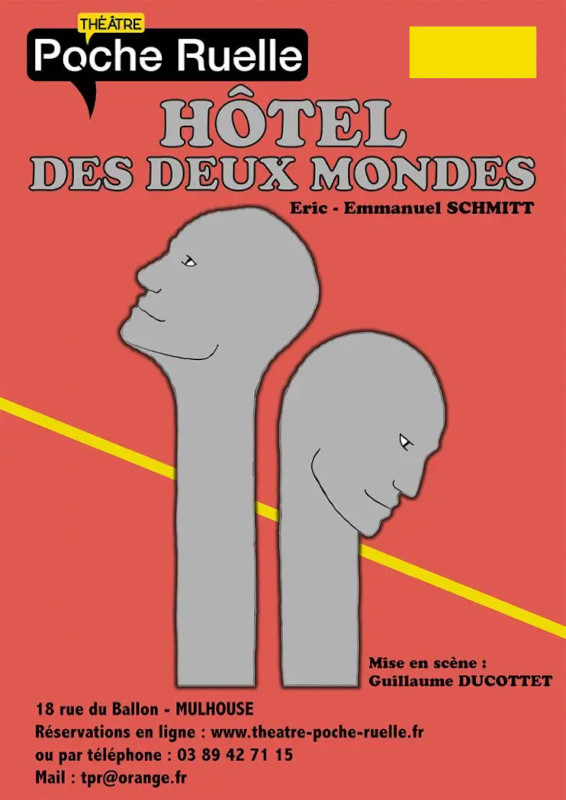 THÉÂTRE
Poche Ruelle
HÔTEL
DES DEUX MONDES
Eric - Emmanuel SCHMITT
Mise en scène :
Guillaume DUCOTTET
18 rue du Ballon - MULHOUSE
Réservations en ligne : www.theatre-poche-ruelle.fr
ou par téléphone : 03 89 42 71 15
Mail : tpr@orange.fr